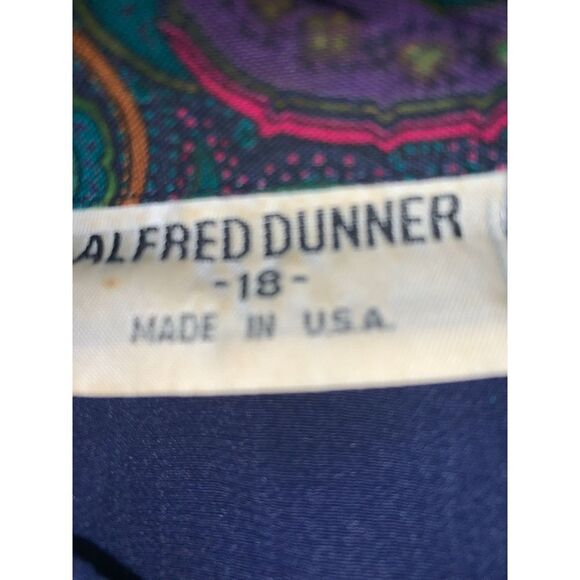 ALFRED DUNNER
-18-
MADE IN U.S.A.